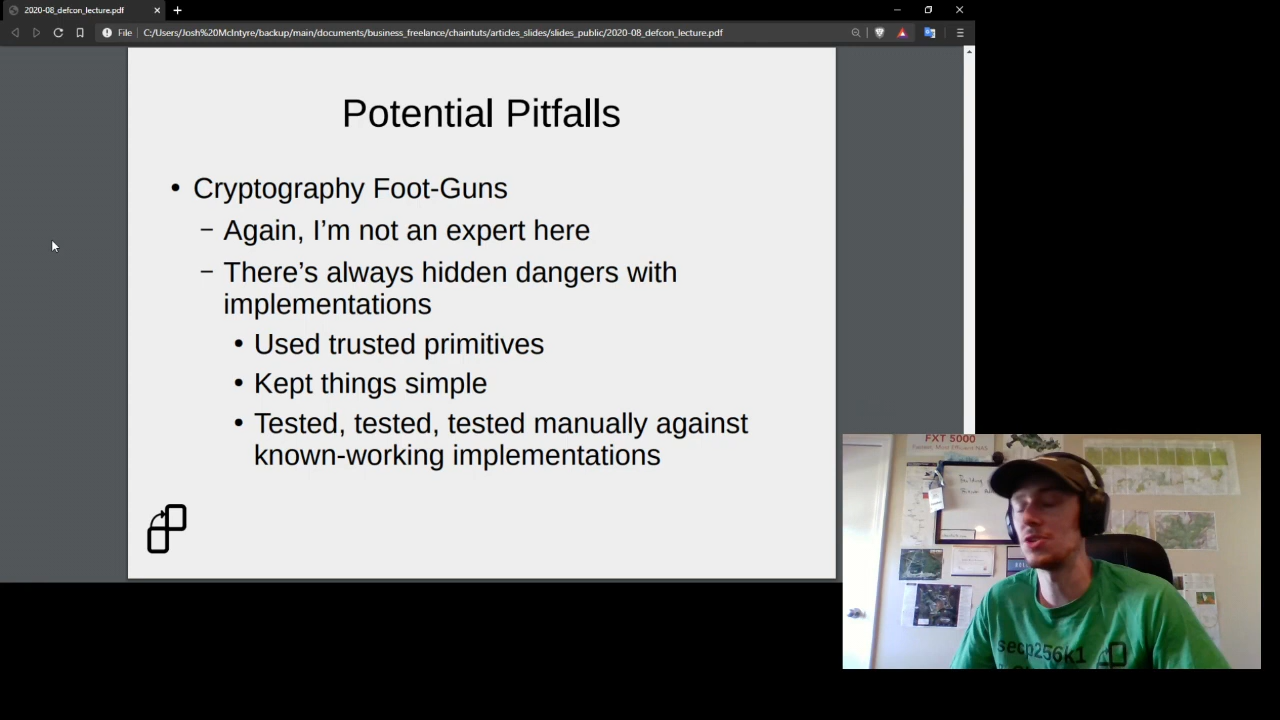 2020-08_defcon_lecture.pdf
File
C:/Users/Josh%20McIntyre/backup/main/documents/business_freelance/chaintuts/articles_slides/slides_public/2020-08_defcon_lecture.pdf
Potential Pitfalls
• Cryptography Foot-Guns
– Again, I’m not an expert here
– There’s always hidden dangers with
implementations
• Used trusted primitives
• Kept things simple
• Tested, tested, tested manually against
known-working implementations
FXT 5000
secp256k1